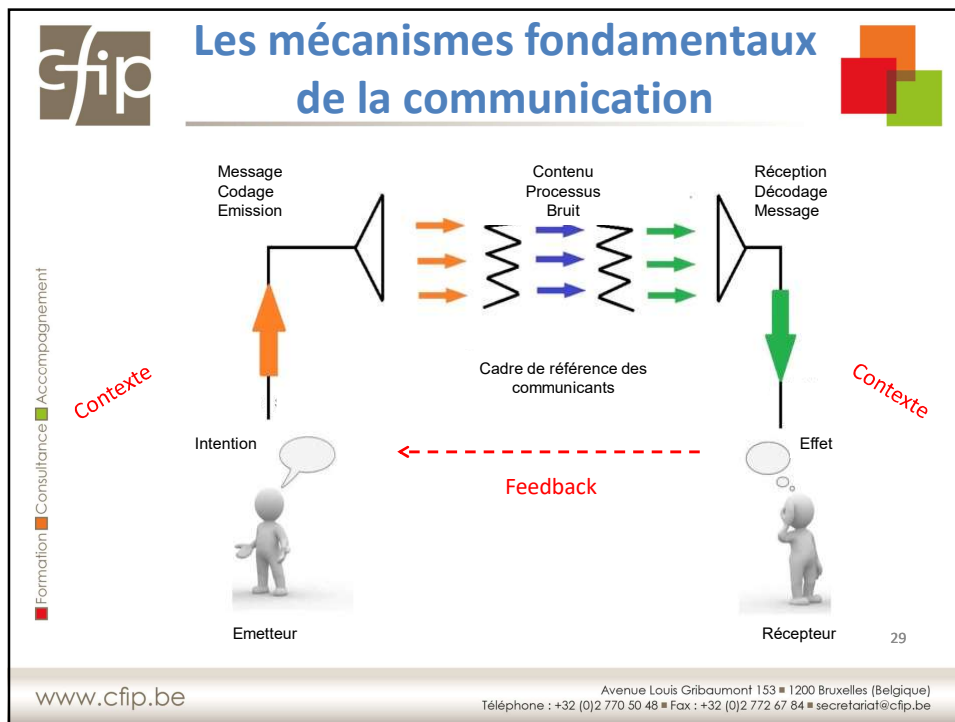 cfip
Les mécanismes fondamentaux
de la communication
Message
Codage
Emission
Contenu
Processus
Bruit
Réception
Décodage
Message
Cadre de référence des
communicants
Contexte
Contexte
Intention
Effet
Feedback
Emetteur
Récepteur
29
Formation Consultance Accompagnement
www.cfip.be
Avenue Louis Gribaumont 153 ■ 1200 Bruxelles (Belgique)
Téléphone : +32 (0)2 770 50 48 ■ Fax : +32 (0)2 772 67 84 ■ secretariat@cfip.be